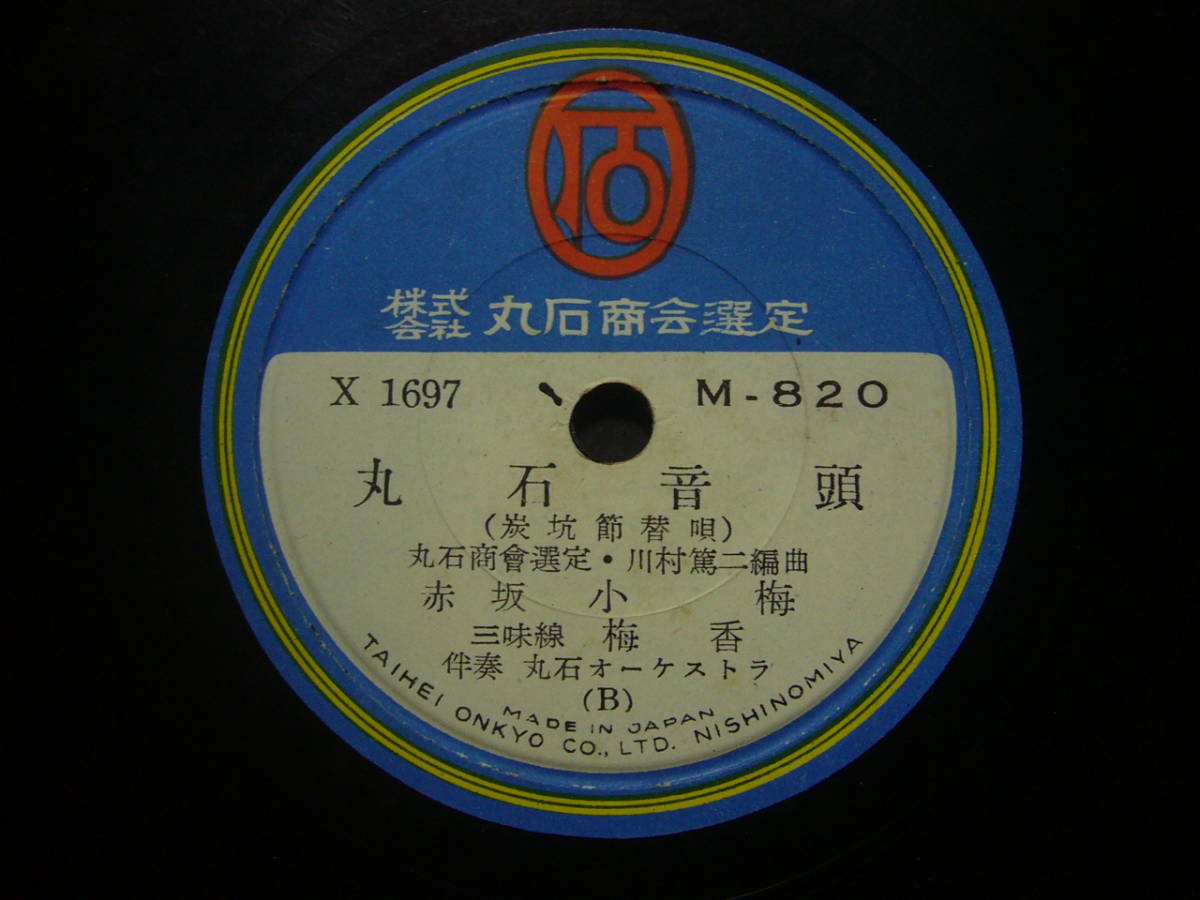 石
株式会社 丸石商会選定
X 1697 M-820
丸石音頭
(炭坑節替唄)
丸石商會選定・川村篤二編曲
赤坂小梅
三味線 梅香
伴奏 丸石オーケストラ
(B)
MADE IN JAPAN
TAIHEI ONKYO CO., LTD. NISHINOMIYA